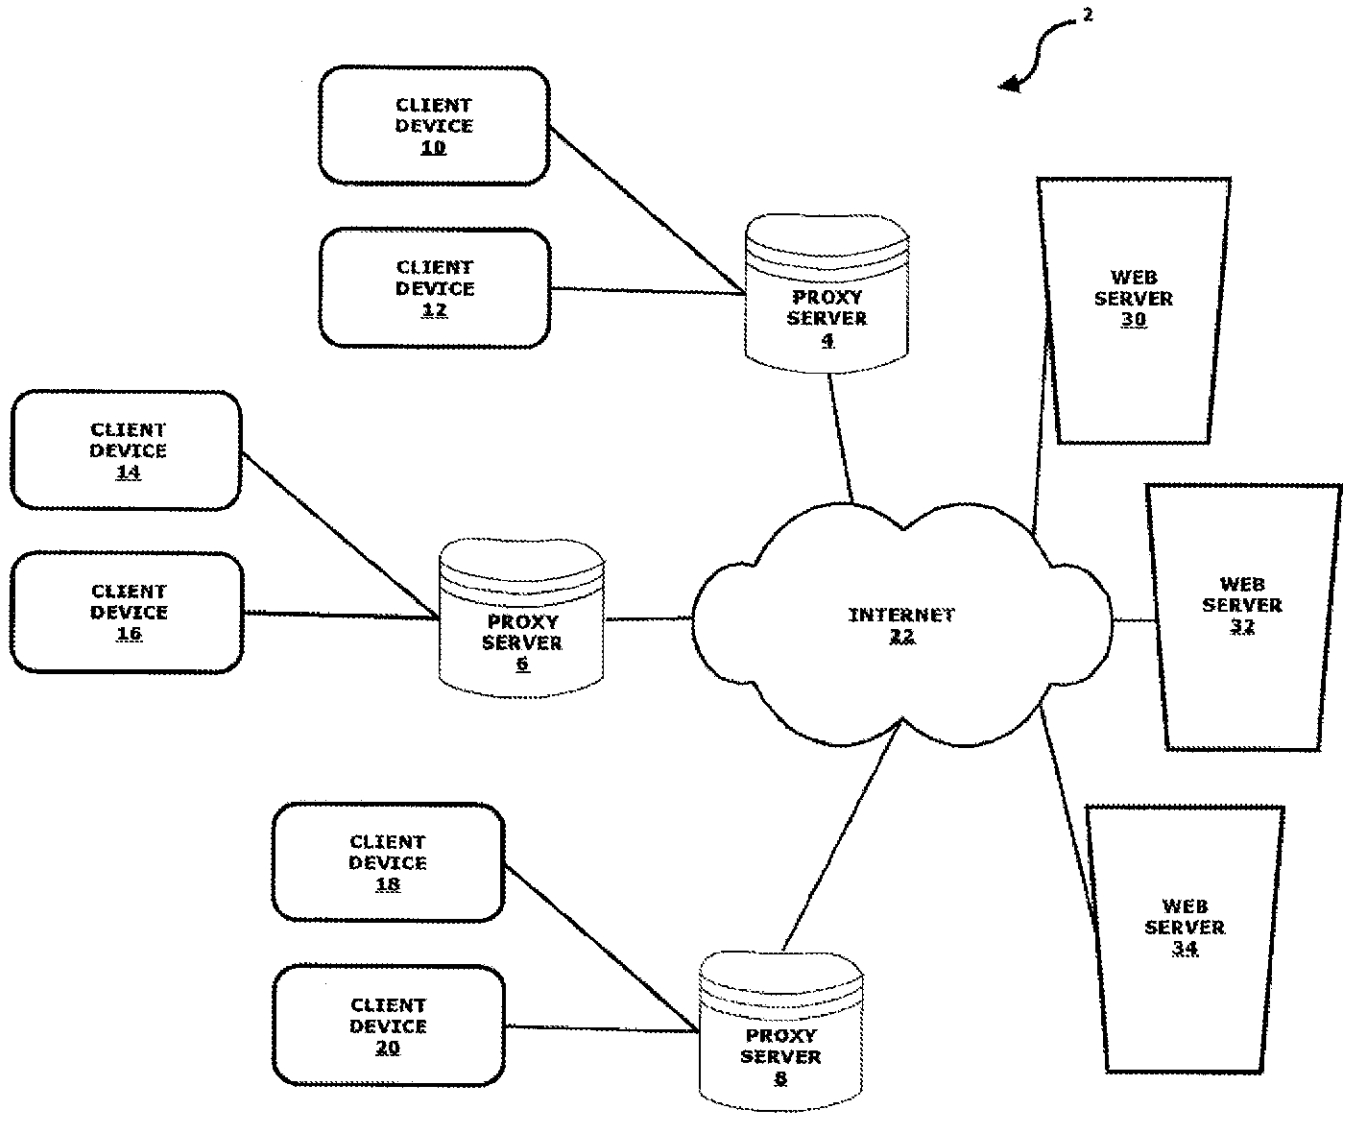 2
CLIENT
DEVICE
10
CLIENT
DEVICE
12
PROXY
SERVER
4
WEB
SERVER
30
CLIENT
DEVICE
14
CLIENT
DEVICE
16
PROXY
SERVER
6
INTERNET
22
WEB
SERVER
32
CLIENT
DEVICE
18
CLIENT
DEVICE
20
PROXY
SERVER
8
WEB
SERVER
34